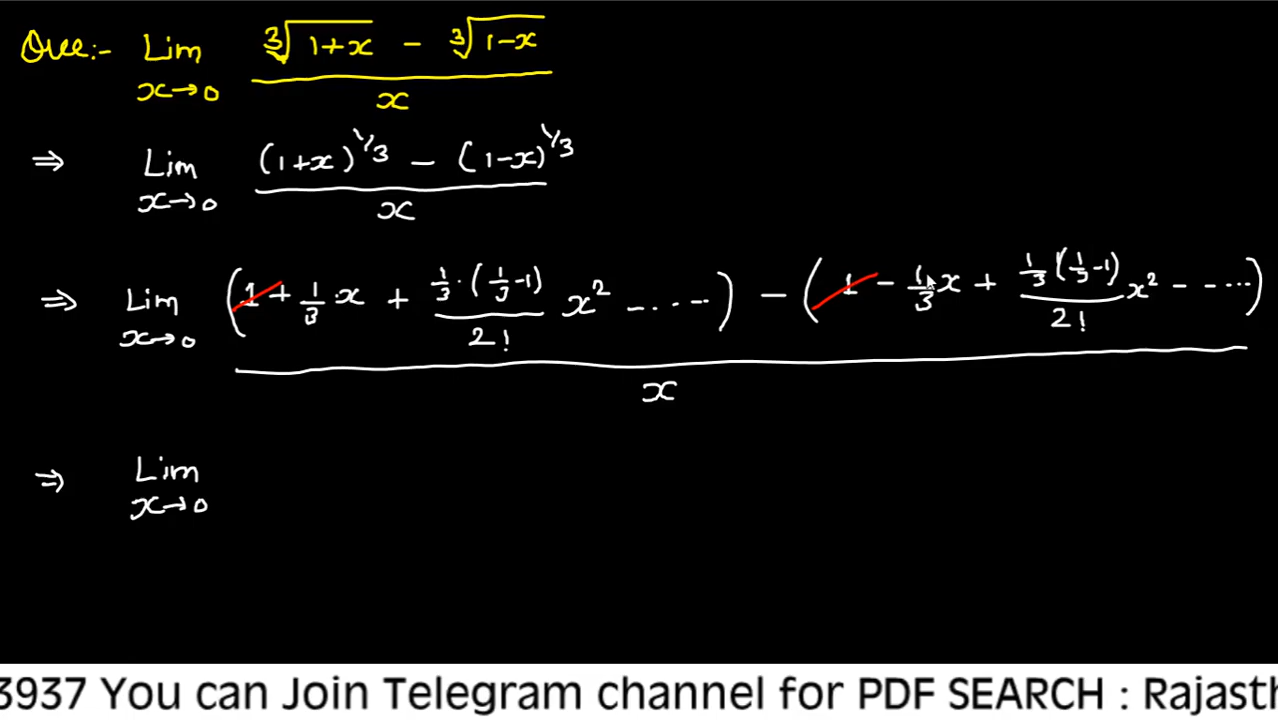 Que:- Lim x→0 (∛(1+x) - ∛(1-x)) / x
⇒ Lim x→0 ((1+x)^1/3 - (1-x)^1/3) / x
⇒ Lim x→0 ((1 + 1/3 x + (1/3 · (1/3 -1))/2! x² - ....--) - (1 - 1/3 x + (1/3 (1/3 -1))/2! x² - - -...)) / x
⇒ Lim x→0
3937 You can Join Telegram channel for PDF SEARCH : Rajasth